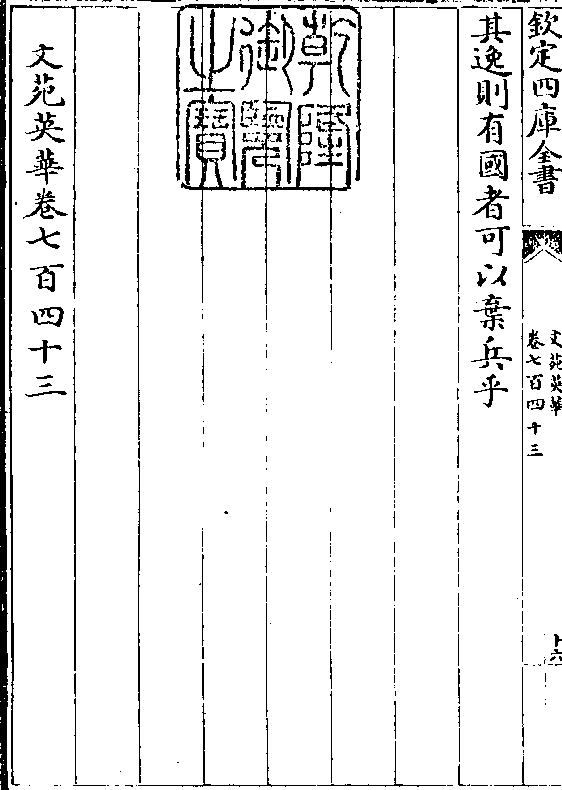 欽定四庫全書
文苑英華
卷七百四十三
十六
其逸則有國者可以棄兵乎
乾隆
御覽
之寶
文苑英華卷七百四十三